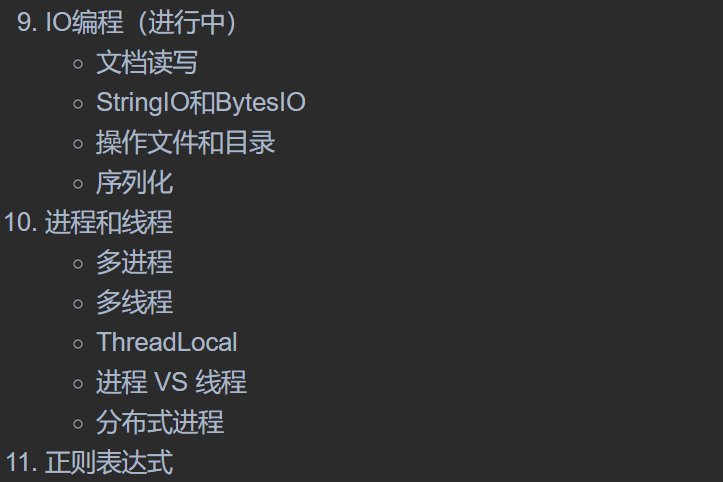 9. IO编程（进行中）
文档读写
StringIO和BytesIO
操作文件和目录
序列化
10. 进程和线程
多进程
多线程
ThreadLocal
进程 VS 线程
分布式进程
11. 正则表达式